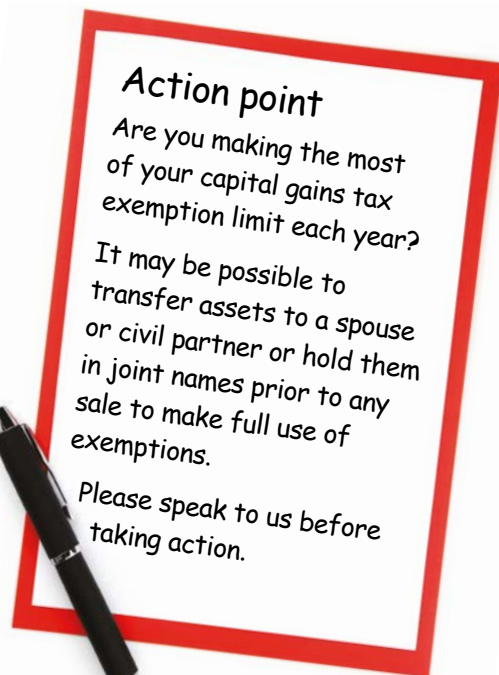 Action point
Are you making the most
of your capital gains tax
exemption limit each year?
It may be possible to
transfer assets to a spouse
or civil partner or hold them
in joint names prior to any
sale to make full use of
exemptions.
Please speak to us before
taking action.